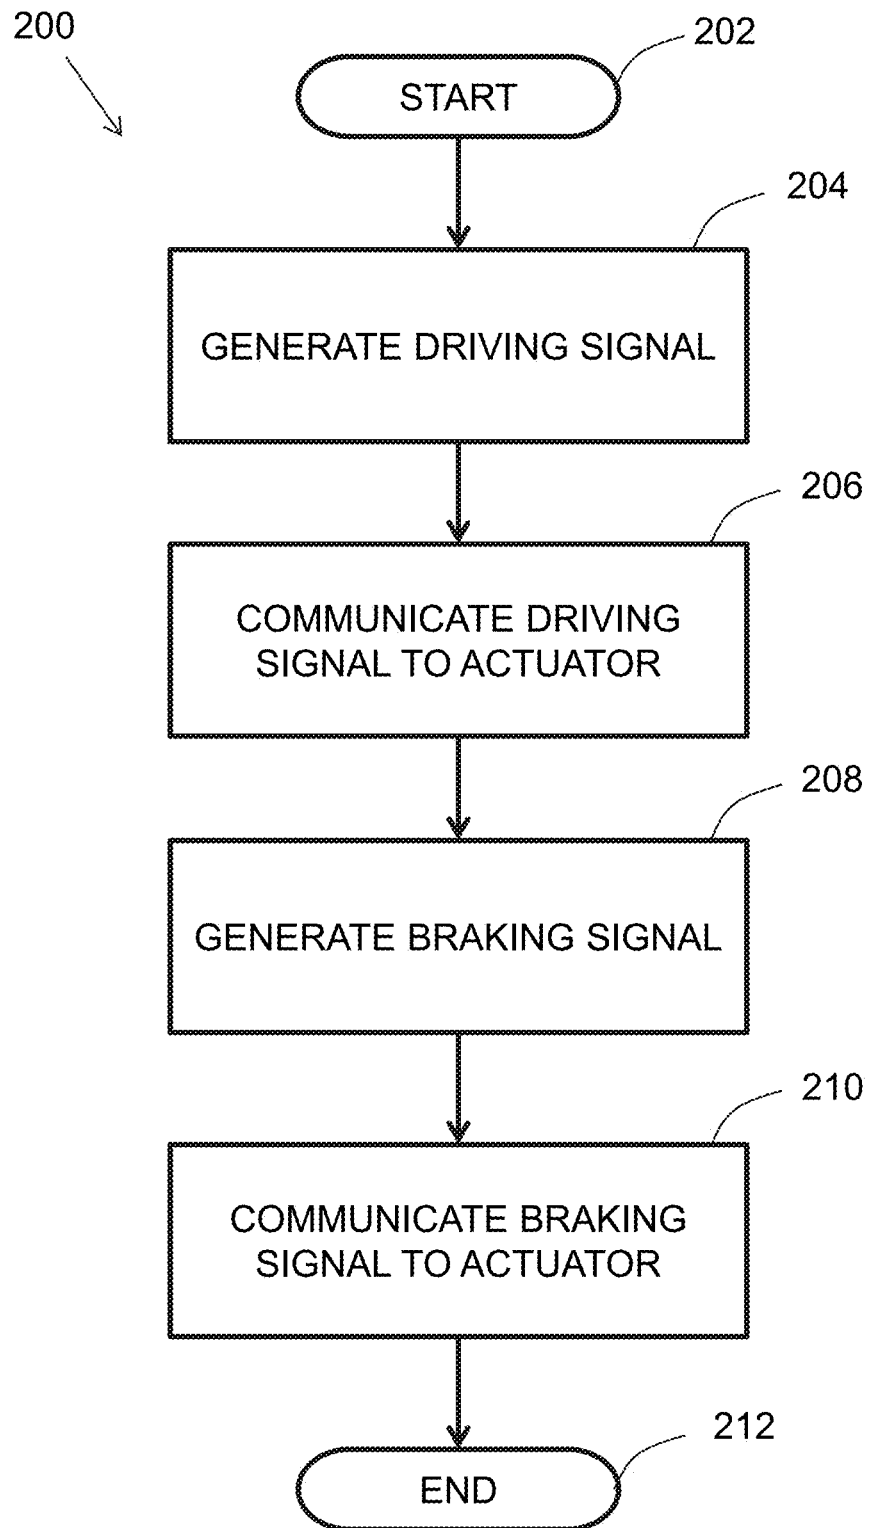 200
202
START
204
GENERATE DRIVING SIGNAL
206
COMMUNICATE DRIVING
SIGNAL TO ACTUATOR
208
GENERATE BRAKING SIGNAL
210
COMMUNICATE BRAKING
SIGNAL TO ACTUATOR
212
END